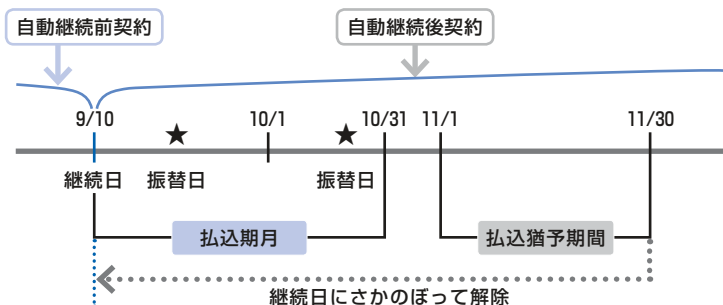 自動継続前契約
自動継続後契約
9/10
10/1
10/31
11/1
11/30
継続日
振替日
振替日
払込期月
払込猶予期間
継続日にさかのぼって解除